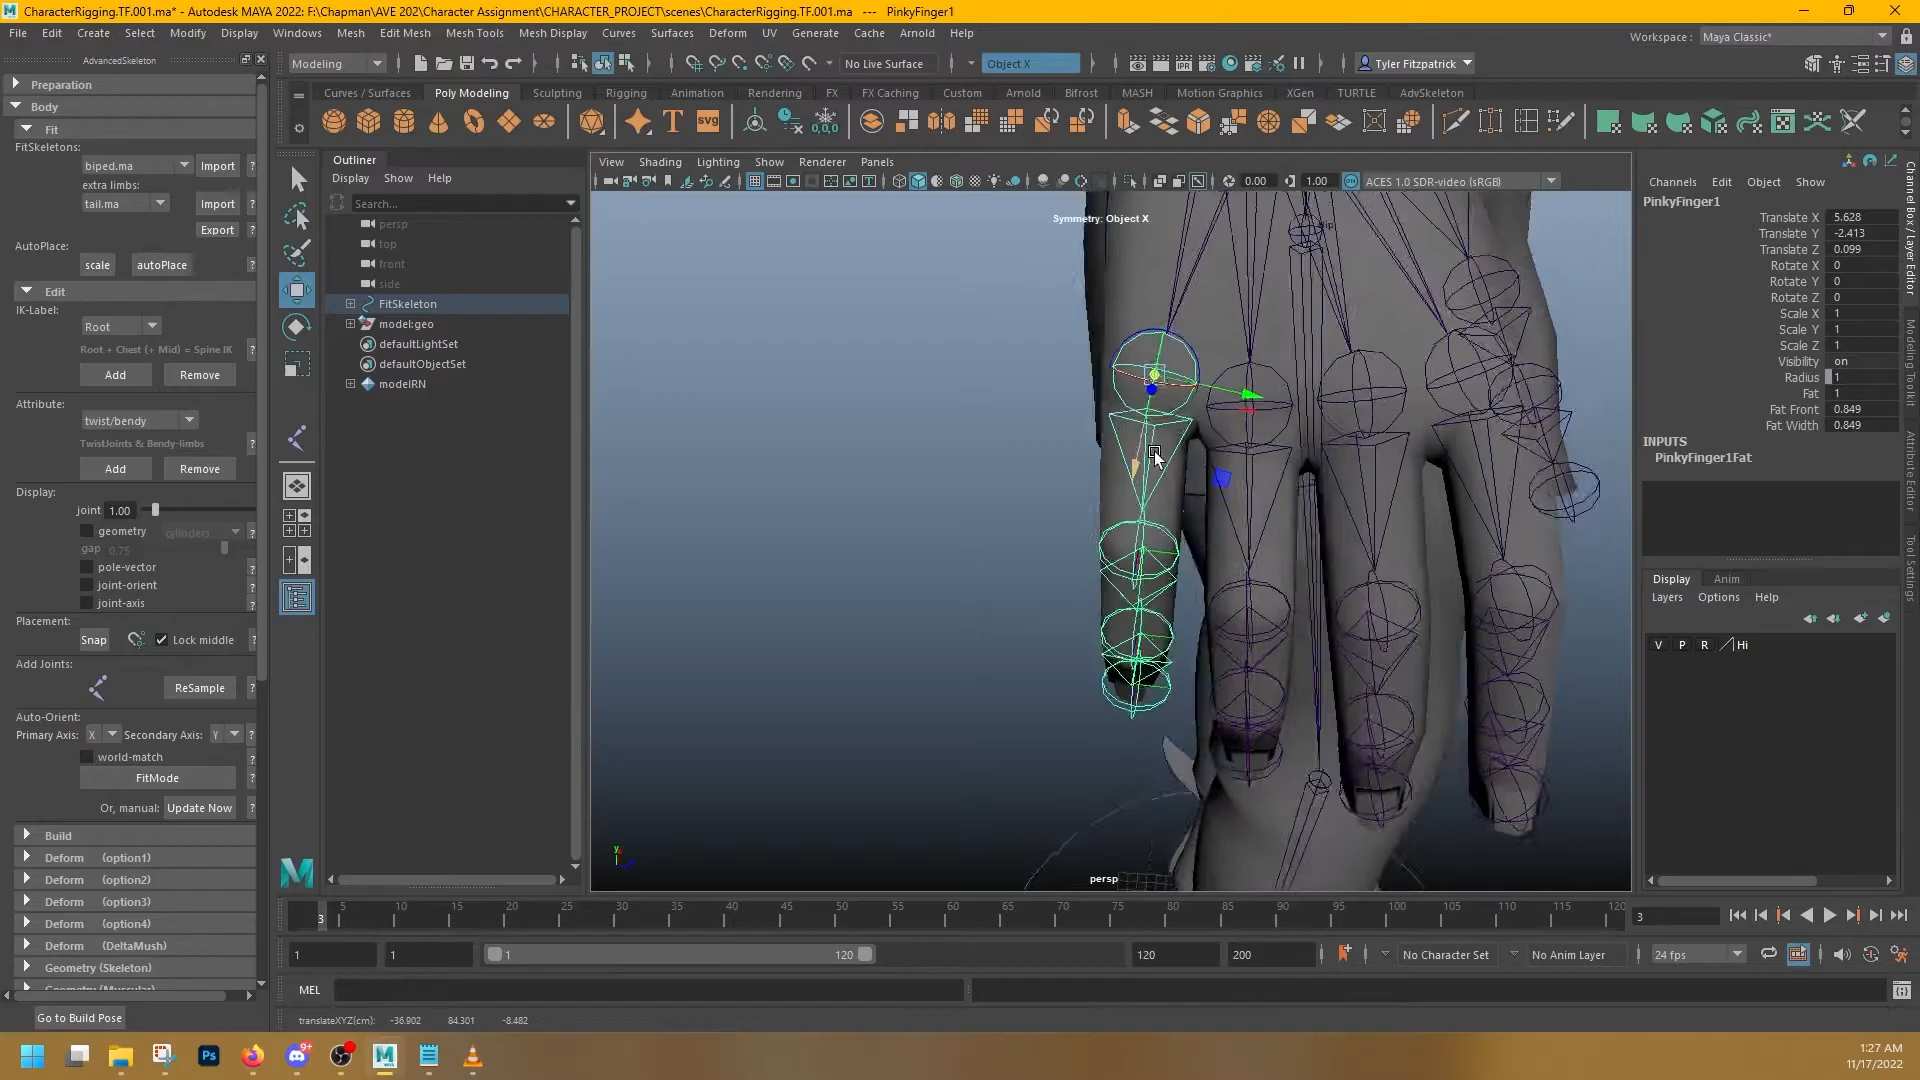 CharacterRigging.TF.001.ma* - Autodesk MAYA 2022: F:\Chapman\AVE 202\Character Assignment\CHARACTER_PROJECT\scenes\CharacterRigging.TF.001.ma --- PinkyFinger1
File Edit Create Select Modify Display Windows Mesh Edit Mesh Mesh Tools Mesh Display Curves Surfaces Deform UV Generate Cache Arnold Help
Workspace : Maya Classic*
AdvancedSkeleton
Modeling
No Live Surface
Object X
Tyler Fitzpatrick
Curves / Surfaces Poly Modeling Sculpting Rigging Animation Rendering FX FX Caching Custom Arnold Bifrost MASH Motion Graphics XGen TURTLE AdvSkeleton
Preparation
Body
Fit
FitSkeletons:
biped.ma Import ?
extra limbs:
tail.ma Import ?
Export
AutoPlace:
scale autoPlace ?
Edit
IK-Label:
Root
Root + Chest (+ Mid) = Spine IK
Add Remove ?
Attribute:
twist/bendy
TwistJoints & Bendy-limbs
Add Remove ?
Display:
joint 1.00
geometry cylinders ?
gap 0.75
pole-vector ?
joint-orient ?
joint-axis ?
Placement:
Snap Lock middle ?
Add Joints:
ReSample ?
Auto-Orient:
Primary Axis: X Secondary Axis: Y ?
world-match
FitMode ?
Or, manual: Update Now ?
Build
Deform (option1)
Deform (option2)
Deform (option3)
Deform (option4)
Deform (DeltaMush)
Geometry (Skeleton)
Geometry (Muscular)
Go to Build Pose
Outliner
Display Show Help
Search...
persp
top
front
side
FitSkeleton
model:geo
defaultLightSet
defaultObjectSet
modelRN
View Shading Lighting Show Renderer Panels
0.00 1.00 ON ACES 1.0 SDR-video (sRGB)
Symmetry: Object X
persp
Channels Edit Object Show
PinkyFinger1
Translate X 5.628
Translate Y -2.413
Translate Z 0.099
Rotate X 0
Rotate Y 0
Rotate Z 0
Scale X 1
Scale Y 1
Scale Z 1
Visibility on
Radius 1
Fat 1
Fat Front 0.849
Fat Width 0.849
INPUTS
PinkyFinger1Fat
Display Anim
Layers Options Help
V P R Hi
Channel Box / Layer Editor
Modeling Toolkit
Attribute Editor
Tool Settings
3 5 10 15 20 25 30 35 40 45 50 55 60 65 70 75 80 85 90 95 100 105 110 115 120
3
1 1 1 120 120 200 No Character Set No Anim Layer 24 fps
MEL
translateXYZ(cm): -36.902 84.301 -8.482
1:27 AM
11/17/2022